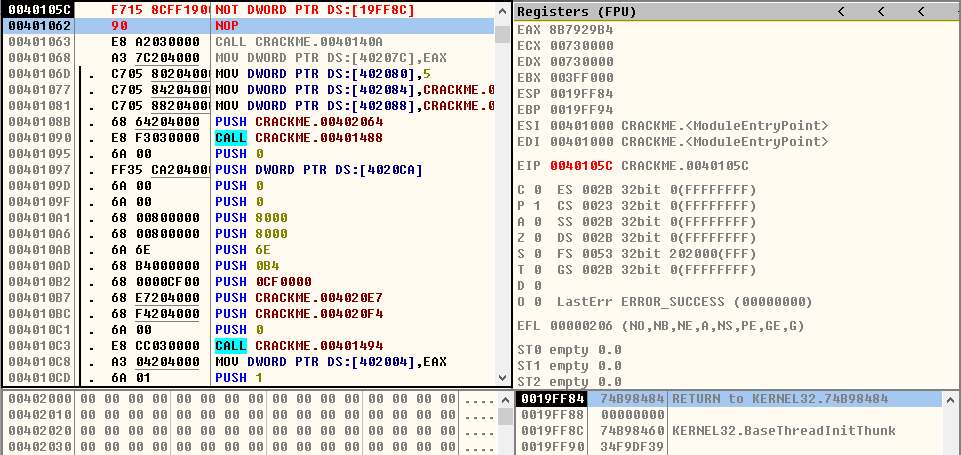 0040105C F715 8CFF1900 NOT DWORD PTR DS:[19FF8C]
00401062 90 NOP
00401063 E8 A2030000 CALL CRACKME.0040140A
00401068 A3 7C204000 MOV DWORD PTR DS:[40207C],EAX
0040106D . C705 80204000 MOV DWORD PTR DS:[402080],5
00401077 . C705 84204000 MOV DWORD PTR DS:[402084],CRACKME.0
00401081 . C705 88204000 MOV DWORD PTR DS:[402088],CRACKME.0
0040108B . 68 64204000 PUSH CRACKME.00402064
00401090 . E8 F3030000 CALL CRACKME.00401488
00401095 . 6A 00 PUSH 0
00401097 . FF35 CA204000 PUSH DWORD PTR DS:[4020CA]
0040109D . 6A 00 PUSH 0
0040109F . 6A 00 PUSH 0
004010A1 . 68 00800000 PUSH 8000
004010A6 . 68 00800000 PUSH 8000
004010AB . 6A 6E PUSH 6E
004010AD . 68 B4000000 PUSH 0B4
004010B2 . 68 0000CF00 PUSH 0CF0000
004010B7 . 68 E7204000 PUSH CRACKME.004020E7
004010BC . 68 F4204000 PUSH CRACKME.004020F4
004010C1 . 6A 00 PUSH 0
004010C3 . E8 CC030000 CALL CRACKME.00401494
004010C8 . A3 04204000 MOV DWORD PTR DS:[402004],EAX
004010CD . 6A 01 PUSH 1
Registers (FPU) < < <
EAX 8B7929B4
ECX 00730000
EDX 00730000
EBX 003FF000
ESP 0019FF84
EBP 0019FF94
ESI 00401000 CRACKME.<ModuleEntryPoint>
EDI 00401000 CRACKME.<ModuleEntryPoint>
EIP 0040105C CRACKME.0040105C
C 0 ES 002B 32bit 0(FFFFFFFF)
P 1 CS 0023 32bit 0(FFFFFFFF)
A 0 SS 002B 32bit 0(FFFFFFFF)
Z 0 DS 002B 32bit 0(FFFFFFFF)
S 0 FS 0053 32bit 202000(FFF)
T 0 GS 002B 32bit 0(FFFFFFFF)
D 0
O 0 LastErr ERROR_SUCCESS (00000000)
EFL 00000206 (NO,NB,NE,A,NS,PE,GE,G)
ST0 empty 0.0
ST1 empty 0.0
ST2 empty 0.0
00402000 00 00 00 00 00 00 00 00 00 00 00 00 00 00 00 00 ....
00402010 00 00 00 00 00 00 00 00 00 00 00 00 00 00 00 00 ....
00402020 00 00 00 00 00 00 00 00 00 00 00 00 00 00 00 00 ....
00402030 00 00 00 00 00 00 00 00 00 00 00 00 00 00 00 00 ....
0019FF84 74B98484 RETURN to KERNEL32.74B98484
0019FF88 00000000
0019FF8C 74B98460 KERNEL32.BaseThreadInitThunk
0019FF90 34F9DF39